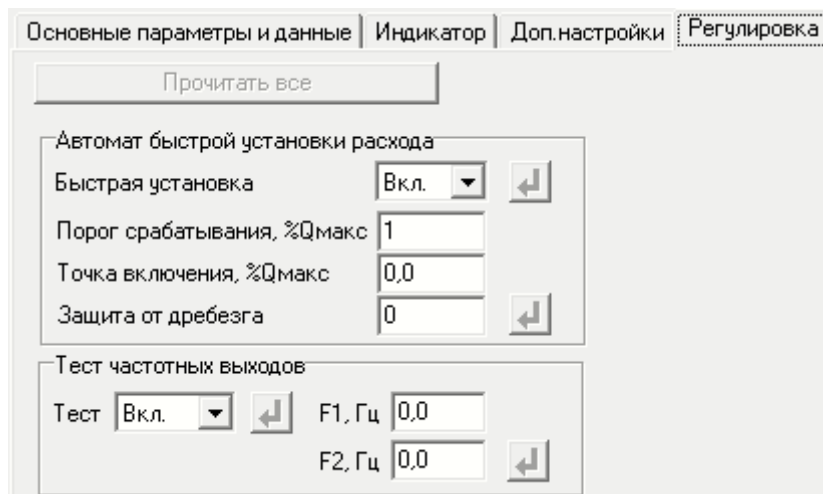 Основные параметры и данные Индикатор Доп.настройки Регулировка
Прочитать все
Автомат быстрой установки расхода
Быстрая установка Вкл.
Порог срабатывания, %Qмакс 1
Точка включения, %Qмакс 0,0
Защита от дребезга 0
Тест частотных выходов
Тест Вкл. F1, Гц 0,0
F2, Гц 0,0